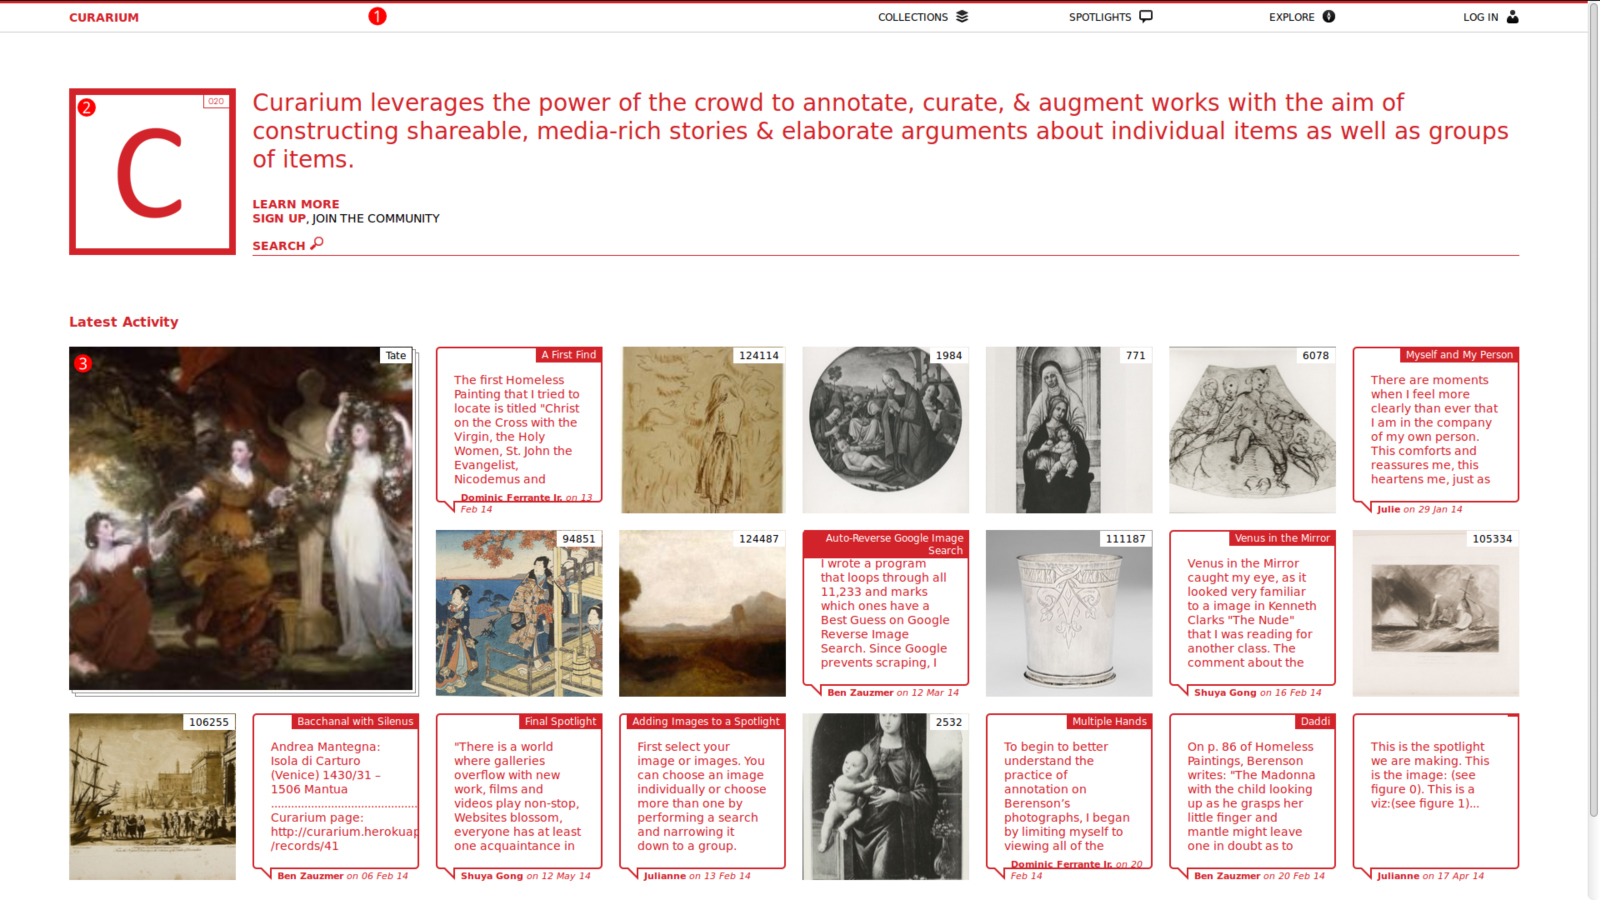 CURARIUM
1
COLLECTIONS
SPOTLIGHTS
EXPLORE
LOG IN
2
020
C
Curarium leverages the power of the crowd to annotate, curate, & augment works with the aim of
constructing shareable, media-rich stories & elaborate arguments about individual items as well as groups
of items.
LEARN MORE
SIGN UP, JOIN THE COMMUNITY
SEARCH
Latest Activity
3
Tate
A First Find
The first Homeless
Painting that I tried to
locate is titled "Christ
on the Cross with the
Virgin, the Holy
Women, St. John the
Evangelist,
Nicodemus and
Dominic Ferrante Jr. on 13
Feb 14
124114
1984
771
6078
Myself and My Person
There are moments
when I feel more
clearly than ever that
I am in the company
of my own person.
This comforts and
reassures me, this
heartens me, just as
Julie on 29 Jan 14
94851
124487
Auto-Reverse Google Image
Search
I wrote a program
that loops through all
11,233 and marks
which ones have a
Best Guess on Google
Reverse Image
Search. Since Google
prevents scraping, I
Ben Zauzmer on 12 Mar 14
111187
Venus in the Mirror
Venus in the Mirror
caught my eye, as it
looked very familiar
to a image in Kenneth
Clarks "The Nude"
that I was reading for
another class. The
comment about the
Shuya Gong on 16 Feb 14
105334
106255
Bacchanal with Silenus
Andrea Mantegna:
Isola di Carturo
(Venice) 1430/31 –
1506 Mantua
Curarium page:
http://curarium.herokuap
/records/41
Ben Zauzmer on 06 Feb 14
Final Spotlight
"There is a world
where galleries
overflow with new
work, films and
videos play non-stop,
Websites blossom,
everyone has at least
one acquaintance in
Shuya Gong on 12 May 14
Adding Images to a Spotlight
First select your
image or images. You
can choose an image
individually or choose
more than one by
performing a search
and narrowing it
down to a group.
Julianne on 13 Feb 14
2532
Multiple Hands
To begin to better
understand the
practice of
annotation on
Berenson's
photographs, I began
by limiting myself to
viewing all of the
Dominic Ferrante Jr. on 20
Feb 14
Daddi
On p. 86 of Homeless
Paintings, Berenson
writes: "The Madonna
with the child looking
up as he grasps her
little finger and
mantle might leave
one in doubt as to
Ben Zauzmer on 20 Feb 14
This is the spotlight
we are making. This
is the image: (see
figure 0). This is a
viz:(see figure 1)...
Julianne on 17 Apr 14